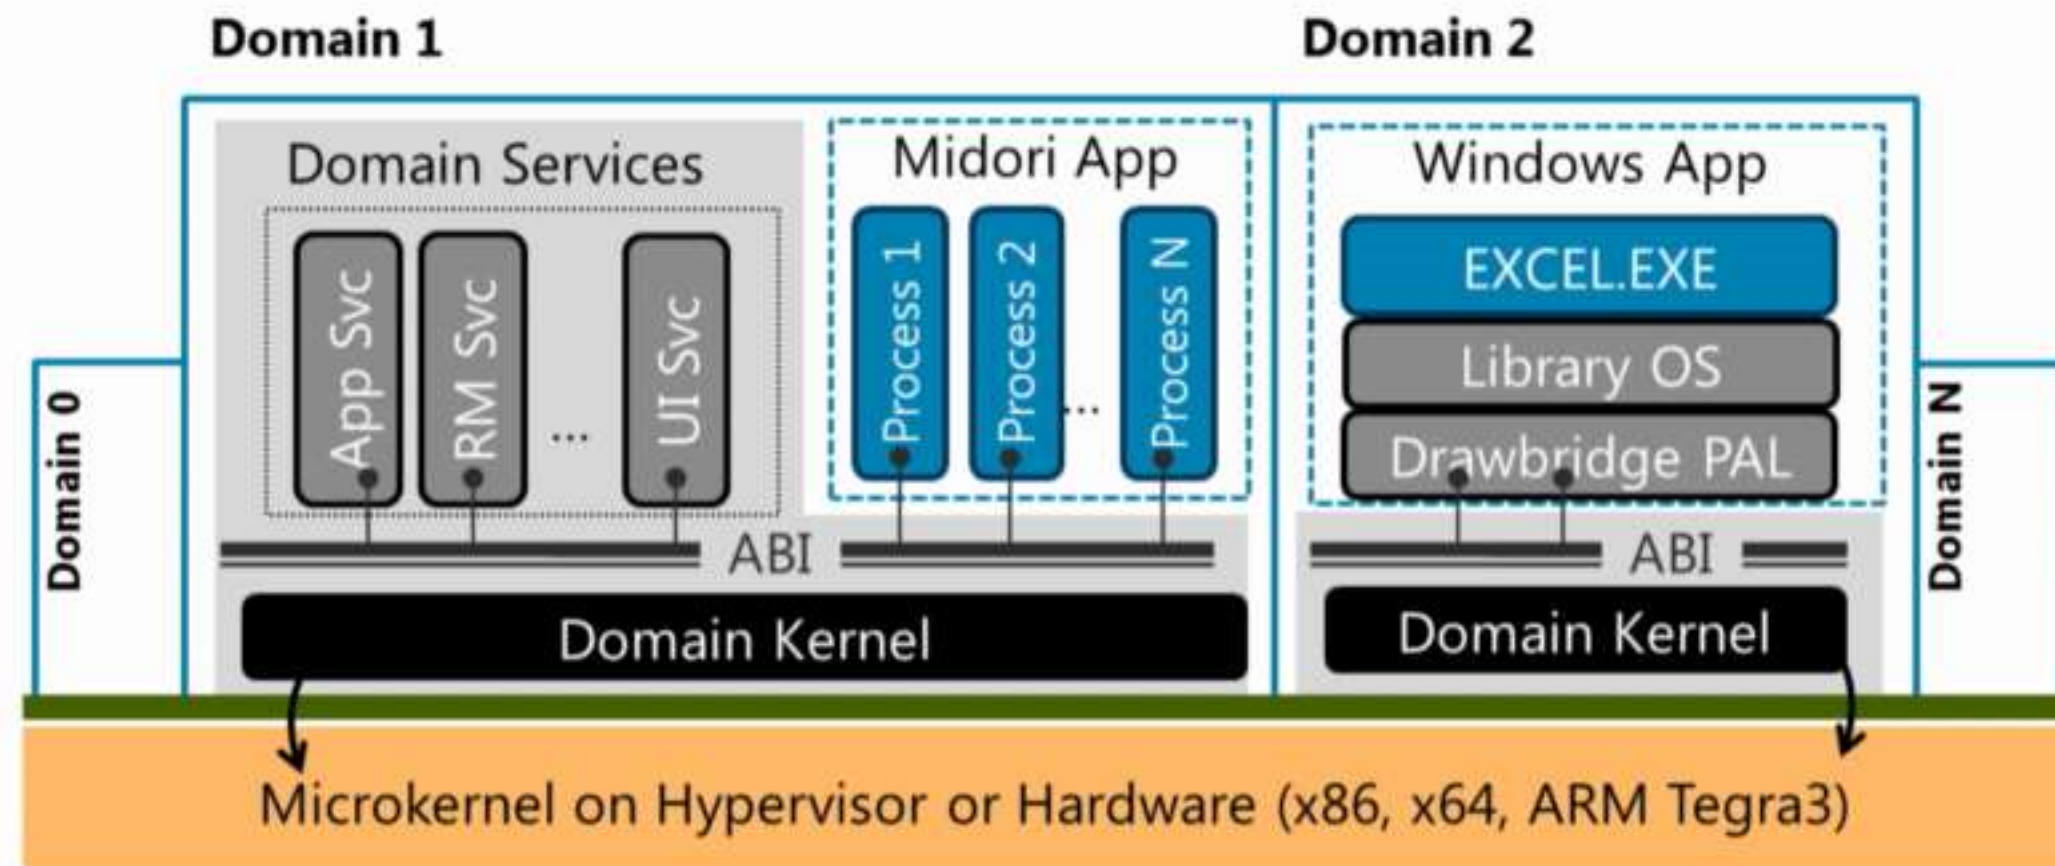 Domain 1
Domain 2
Domain Services
Midori App
Windows App
App Svc
RM Svc
...
UI Svc
Process 1
Process 2
...
Process N
EXCEL.EXE
Library OS
Drawbridge PAL
Domain 0
Domain N
ABI
ABI
Domain Kernel
Domain Kernel
Microkernel on Hypervisor or Hardware (x86, x64, ARM Tegra3)